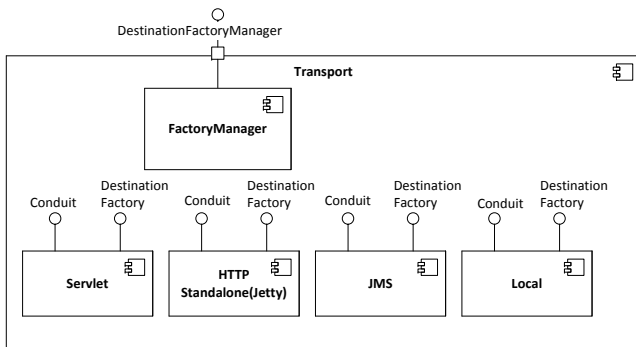 DestinationFactoryManager
Transport
FactoryManager
Conduit
Destination
Factory
Conduit
Destination
Factory
Conduit
Destination
Factory
Conduit
Destination
Factory
Servlet
HTTP
Standalone(Jetty)
JMS
Local